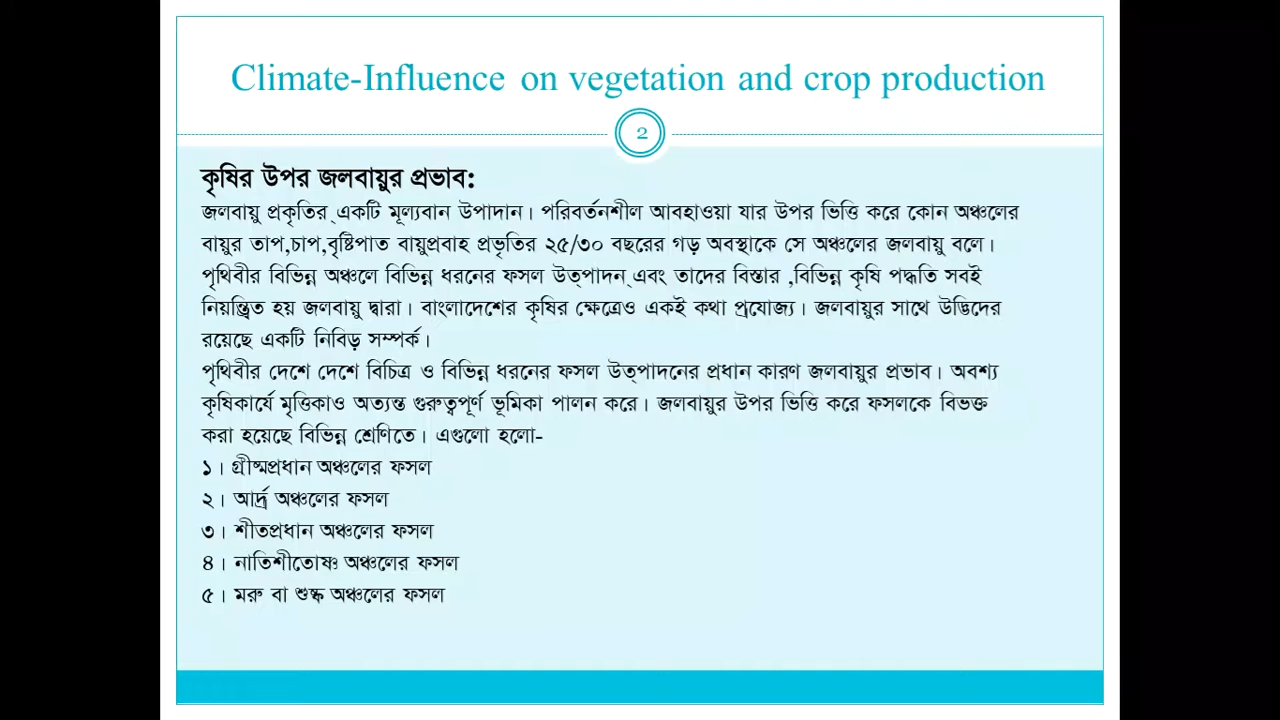 Climate-Influence on vegetation and crop production
2
কৃষির উপর জলবায়ুর প্রভাব:
জলবায়ু প্রকৃতির্ একটি মূল্যবান উপাদান। পরিবর্তনশীল আবহাওয়া যার উপর ভিত্তি করে কোন অঞ্চলের
বায়ুর তাপ,চাপ,বৃষ্টিপাত বায়ুপ্রবাহ প্রভৃতির ২৫/৩০ বছরের গড় অবস্থাকে সে অঞ্চলের জলবায়ু বলে।
পৃথিবীর বিভিন্ন অঞ্চলে বিভিন্ন ধরনের ফসল উত্পাদন্ এবং তাদের বিস্তার ,বিভিন্ন কৃষি পদ্ধতি সবই
নিয়ন্ত্রিত হয় জলবায়ু দ্বারা। বাংলাদেশের কৃষির ক্ষেত্রেও একই কথা প্রযোজ্য। জলবায়ুর সাথে উদ্ভিদের
রয়েছে একটি নিবিড় সম্পর্ক।
পৃথিবীর দেশে দেশে বিচিত্র ও বিভিন্ন ধরনের ফসল উত্পাদনের প্রধান কারণ জলবায়ুর প্রভাব। অবশ্য
কৃষিকার্যে মৃত্তিকাও অত্যন্ত গুরুত্বপূর্ণ ভূমিকা পালন করে। জলবায়ুর উপর ভিত্তি করে ফসলকে বিভক্ত
করা হয়েছে বিভিন্ন শ্রেণিতে। এগুলো হলো-
১। গ্রীষ্মপ্রধান অঞ্চলের ফসল
২। আর্দ্র অঞ্চলের ফসল
৩। শীতপ্রধান অঞ্চলের ফসল
৪। নাতিশীতোষ্ণ অঞ্চলের ফসল
৫। মরু বা শুষ্ক অঞ্চলের ফসল